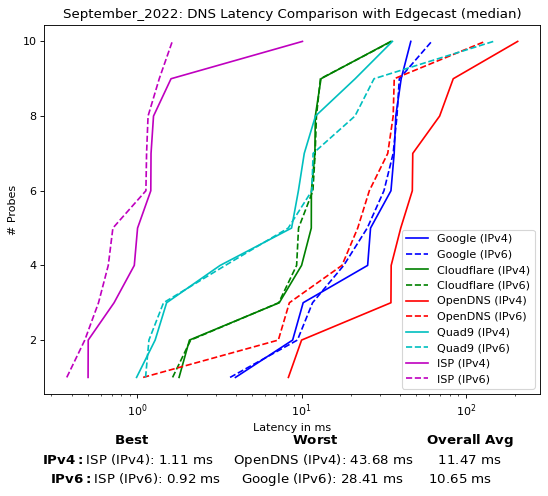 September_2022: DNS Latency Comparison with Edgecast (median)
10
8
6
4
2
# Probes
Google (IPv4)
Google (IPv6)
Cloudflare (IPv4)
Cloudflare (IPv6)
OpenDNS (IPv4)
OpenDNS (IPv6)
Quad9 (IPv4)
Quad9 (IPv6)
ISP (IPv4)
ISP (IPv6)
10⁰ 10¹ 10²
Latency in ms
Best Worst Overall Avg
IPv4: ISP (IPv4): 1.11 ms OpenDNS (IPv4): 43.68 ms 11.47 ms
IPv6: ISP (IPv6): 0.92 ms Google (IPv6): 28.41 ms 10.65 ms